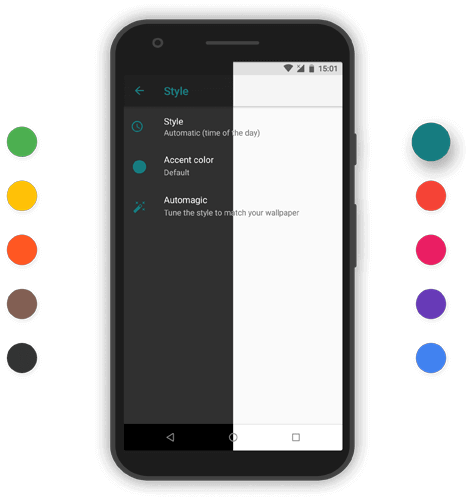 15:01
Style
Style
Automatic (time of the day)
Accent color
Default
Automagic
Tune the style to match your wallpaper